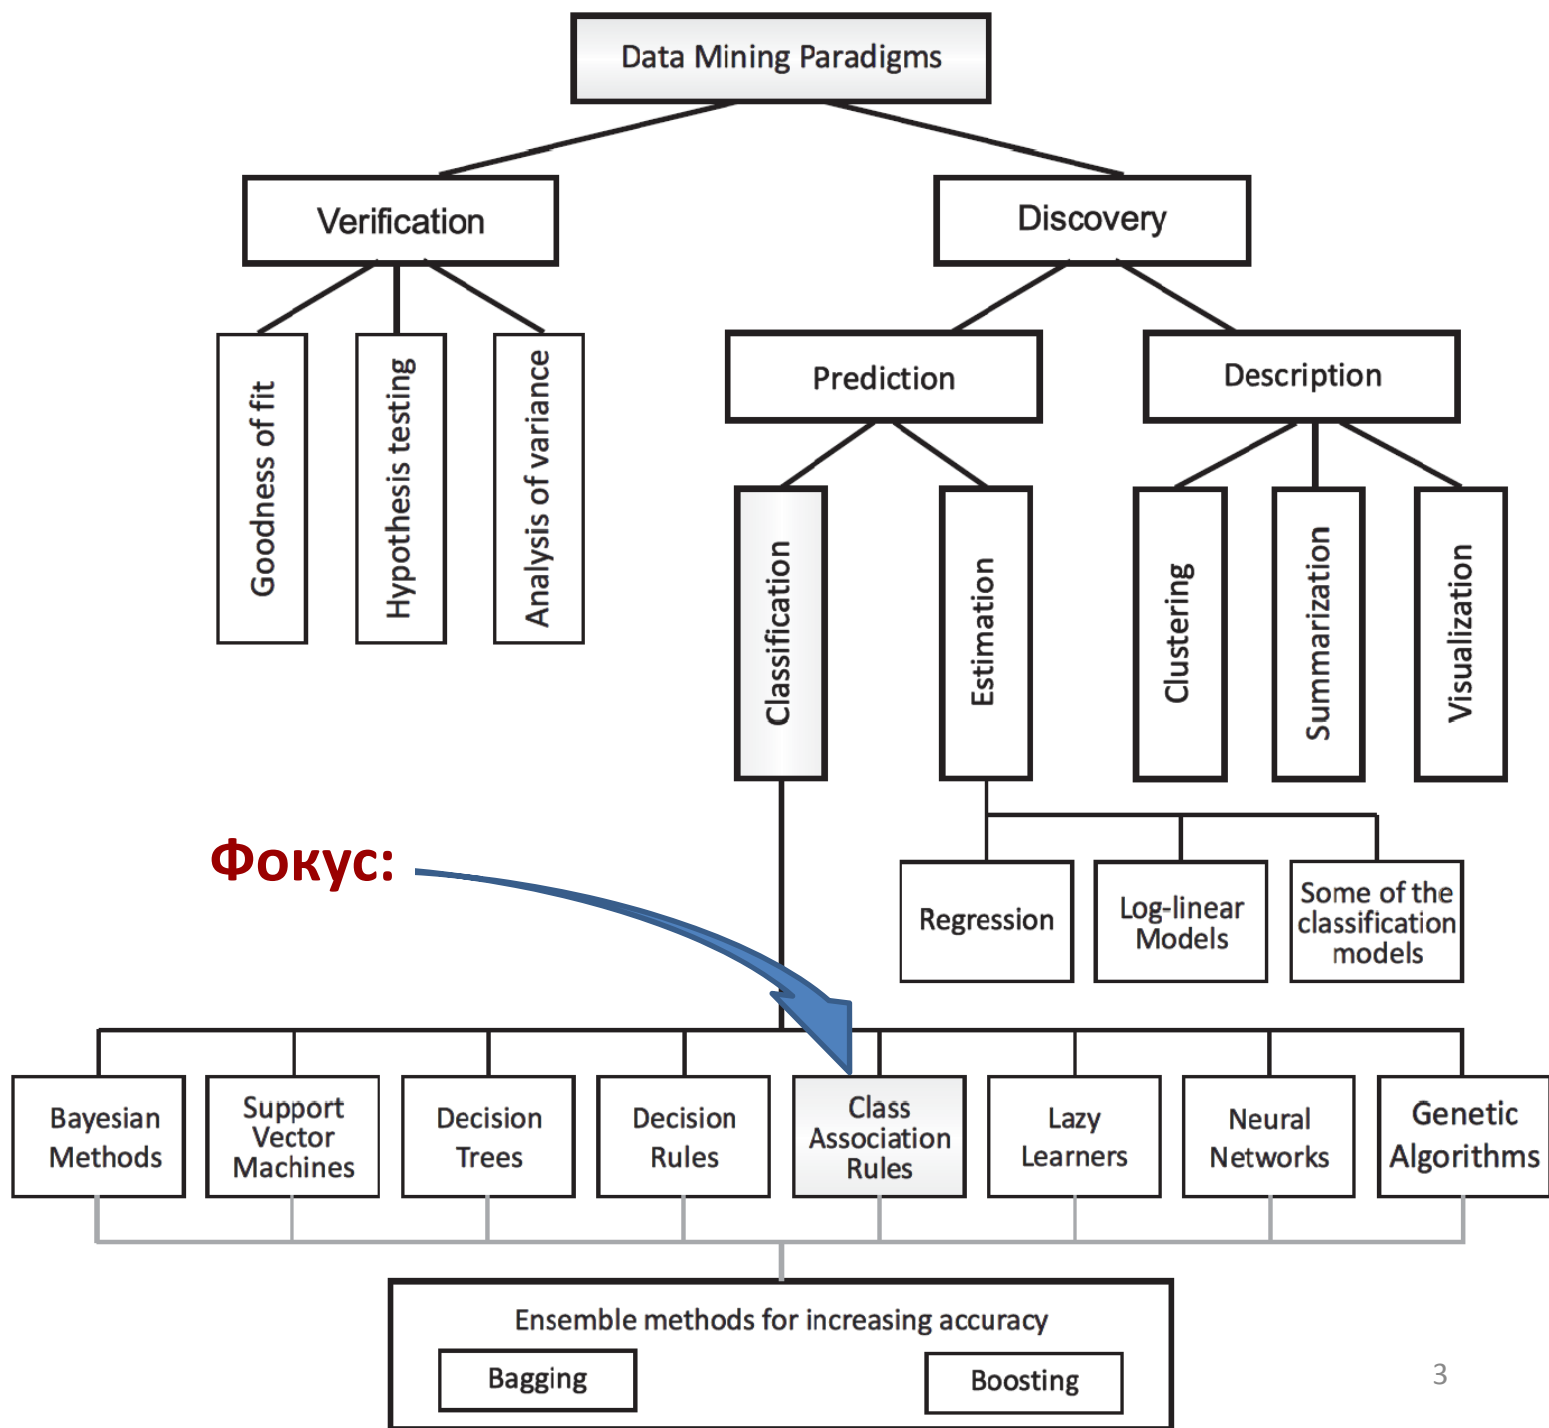 Data Mining Paradigms
Verification
Discovery
Goodness of fit
Hypothesis testing
Analysis of variance
Prediction
Description
Classification
Estimation
Clustering
Summarization
Visualization
Фокус:
Regression
Log-linear
Models
Some of the
classification
models
Bayesian
Methods
Support
Vector
Machines
Decision
Trees
Decision
Rules
Class
Association
Rules
Lazy
Learners
Neural
Networks
Genetic
Algorithms
Ensemble methods for increasing accuracy
Bagging
Boosting
3